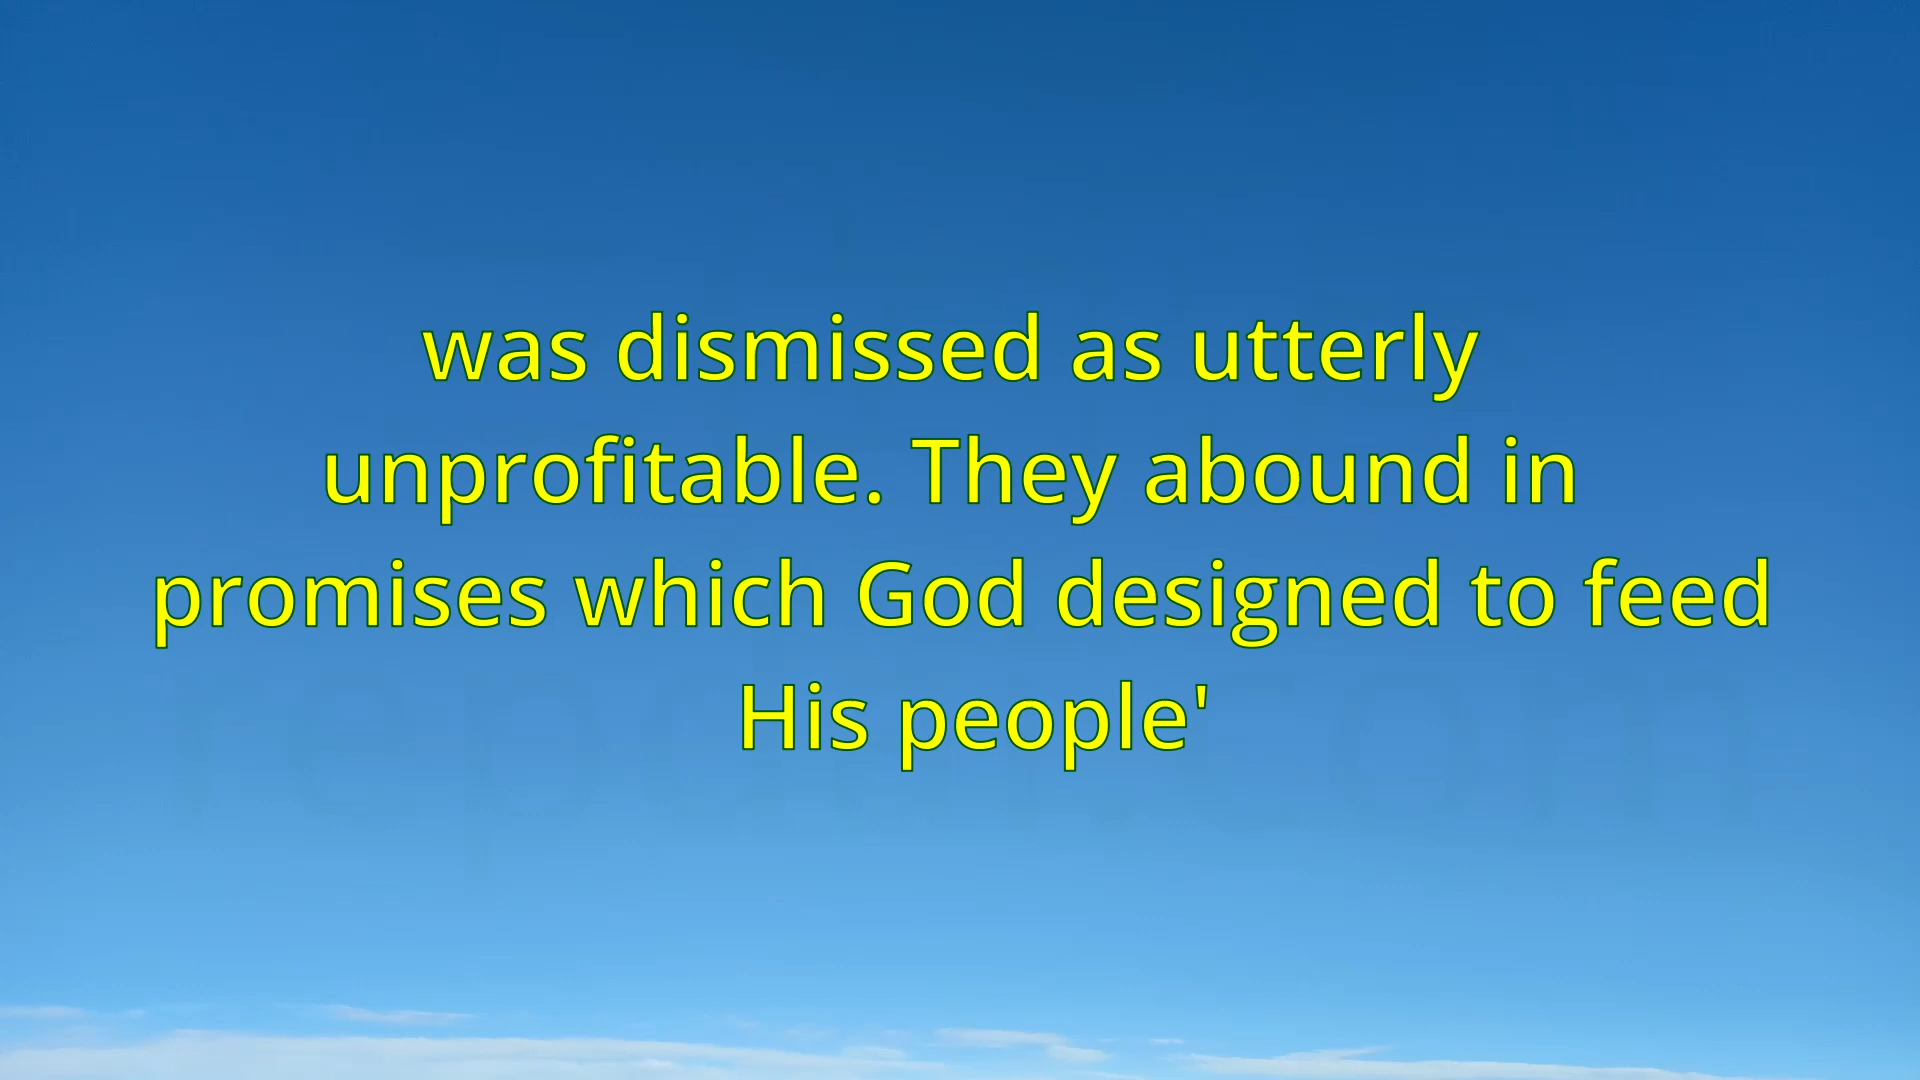 was dismissed as utterly
unprofitable. They abound in
promises which God designed to feed
His people'